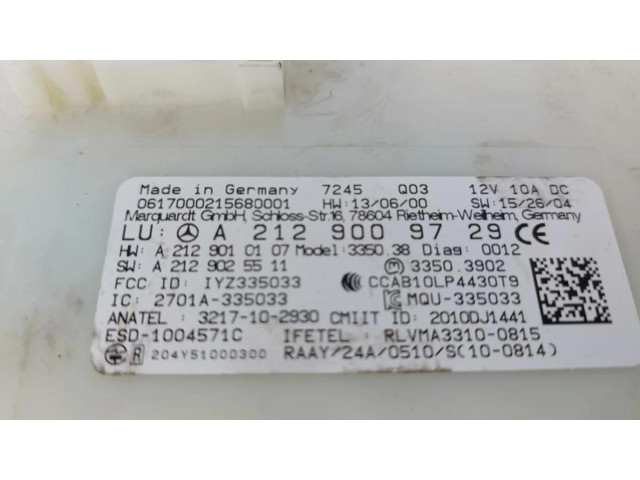 Made in Germany 7245 Q03 12V 10A DC
0617000215680001 HW:13/06/00 SW:15/26/04
Marquardt GmbH, Schloss-Str.16, 78604 Rietheim-Weilheim, Germany
LU: A 212 900 97 29 CE
HW: A 212 901 01 07 Model: 3350.38 Diag: 0012
SW: A 212 902 55 11 3350.3902
FCC ID: IYZ335033 CCAB10LP4430T9
IC: 2701A-335033 MQU-335033
ANATEL: 3217-10-2930 CMIIT ID: 2010DJ1441
ESD-1004571C IFETEL: RLVMA3310-0815
R 204Y51000300 RAAY/24A/0510/S(10-0814)